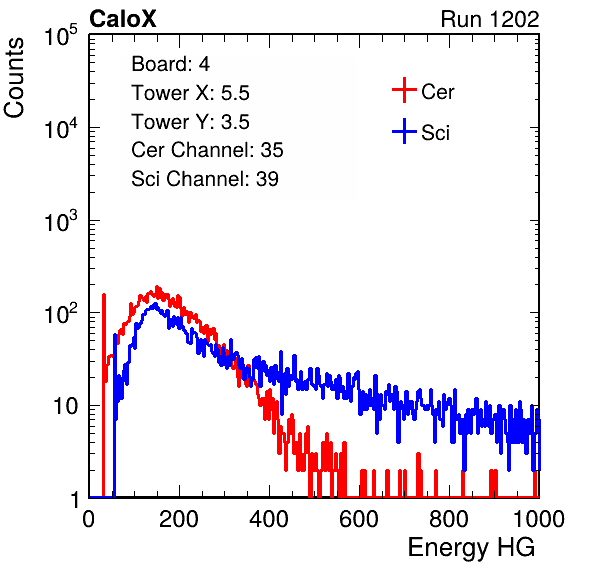 CaloX Run 1202
Counts
Board: 4
Tower X: 5.5
Tower Y: 3.5
Cer Channel: 35
Sci Channel: 39
Cer
Sci
10^5
10^4
10^3
10^2
10
1
0 200 400 600 800 1000
Energy HG